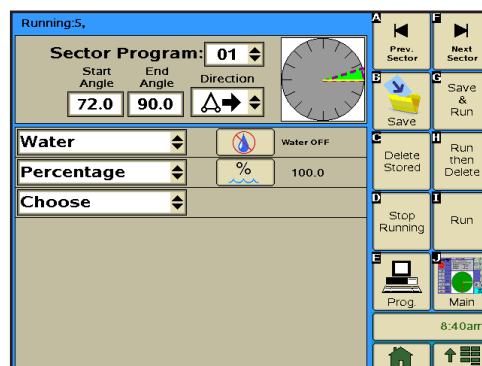 Running:5,
Sector Program: 01
Start Angle
End Angle
Direction
72.0
90.0
Water
Water OFF
Percentage
%
100.0
Choose
A
Prev. Sector
F
Next Sector
B
Save
G
Save & Run
C
Delete Stored
H
Run then Delete
D
Stop Running
I
Run
E
Prog.
J
Main
8:40am